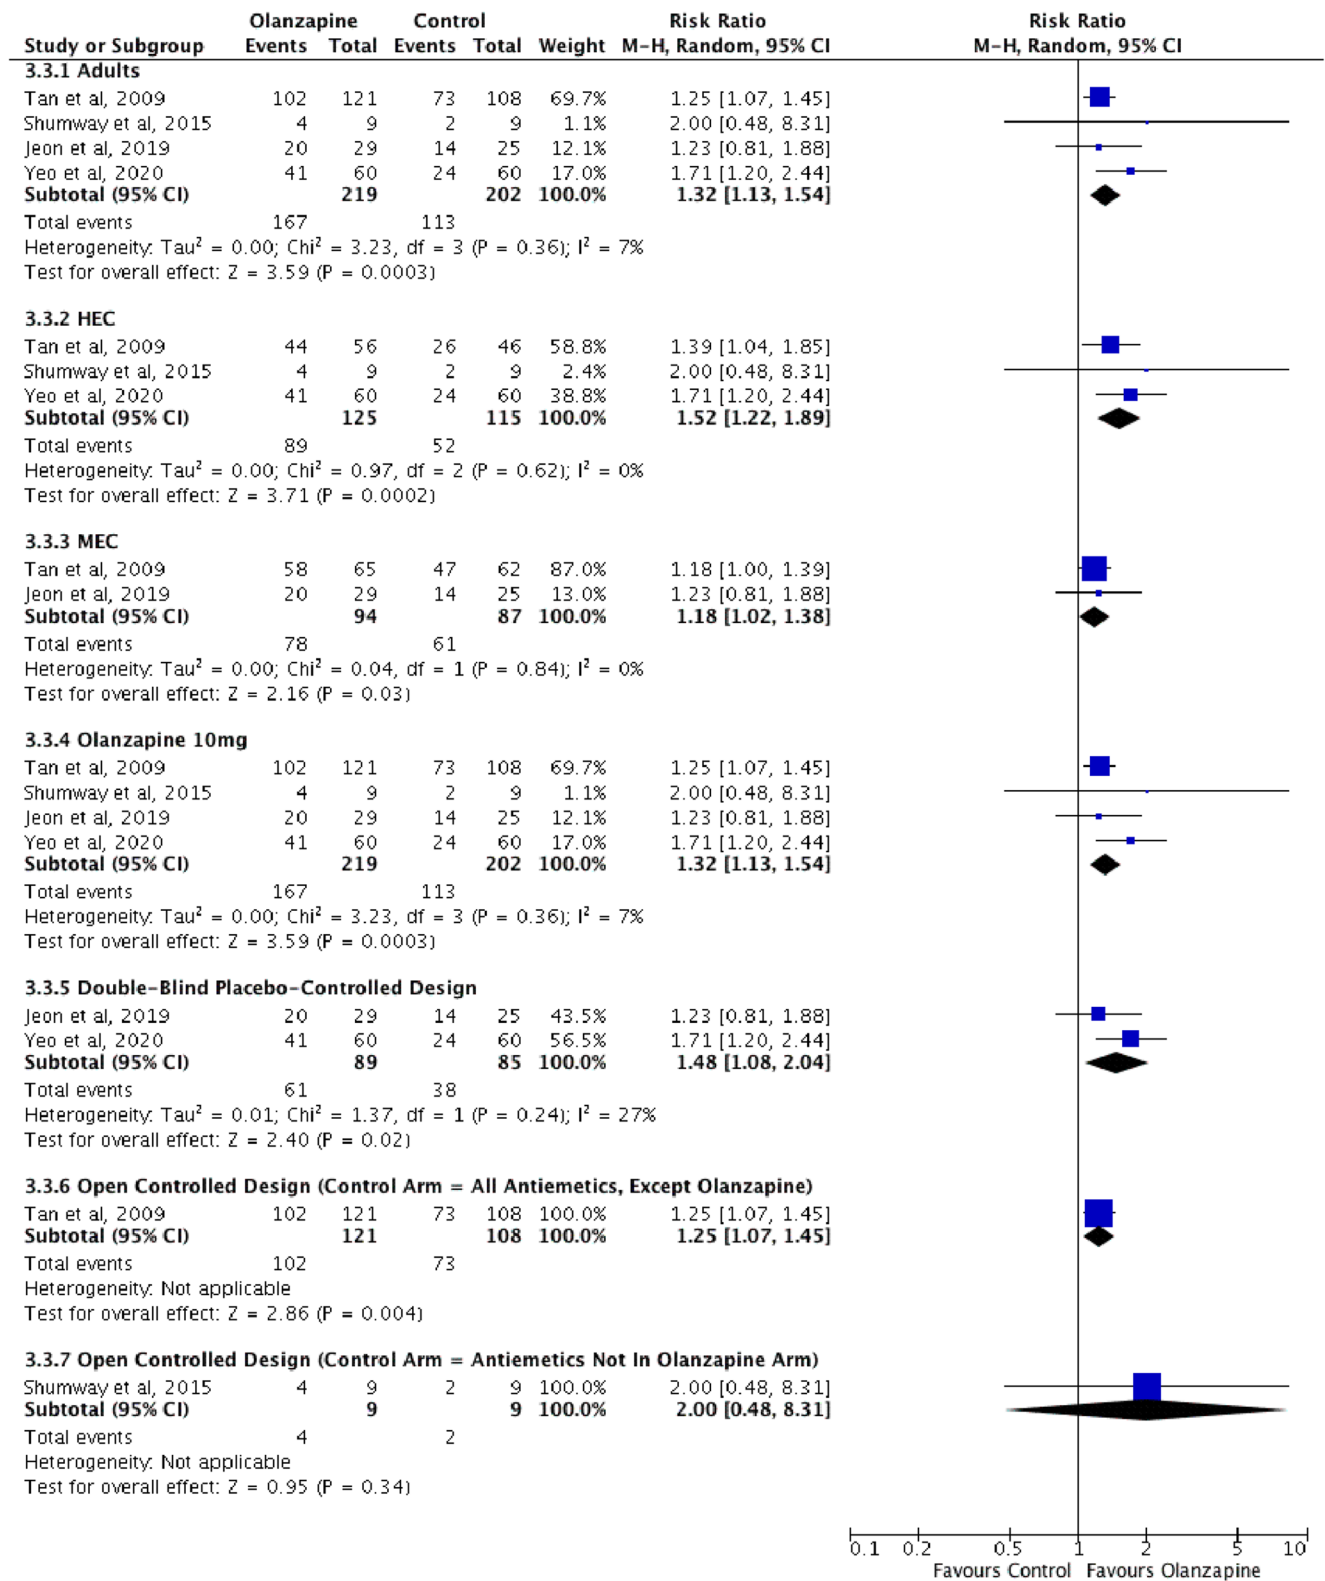 Olanzapine Control Risk Ratio Risk Ratio
Study or Subgroup Events Total Events Total Weight M-H, Random, 95% CI M-H, Random, 95% CI
3.3.1 Adults
Tan et al, 2009 102 121 73 108 69.7% 1.25 [1.07, 1.45]
Shumway et al, 2015 4 9 2 9 1.1% 2.00 [0.48, 8.31]
Jeon et al, 2019 20 29 14 25 12.1% 1.23 [0.81, 1.88]
Yeo et al, 2020 41 60 24 60 17.0% 1.71 [1.20, 2.44]
Subtotal (95% CI) 219 202 100.0% 1.32 [1.13, 1.54]
Total events 167 113
Heterogeneity: Tau² = 0.00; Chi² = 3.23, df = 3 (P = 0.36); I² = 7%
Test for overall effect: Z = 3.59 (P = 0.0003)
3.3.2 HEC
Tan et al, 2009 44 56 26 46 58.8% 1.39 [1.04, 1.85]
Shumway et al, 2015 4 9 2 9 2.4% 2.00 [0.48, 8.31]
Yeo et al, 2020 41 60 24 60 38.8% 1.71 [1.20, 2.44]
Subtotal (95% CI) 125 115 100.0% 1.52 [1.22, 1.89]
Total events 89 52
Heterogeneity: Tau² = 0.00; Chi² = 0.97, df = 2 (P = 0.62); I² = 0%
Test for overall effect: Z = 3.71 (P = 0.0002)
3.3.3 MEC
Tan et al, 2009 58 65 47 62 87.0% 1.18 [1.00, 1.39]
Jeon et al, 2019 20 29 14 25 13.0% 1.23 [0.81, 1.88]
Subtotal (95% CI) 94 87 100.0% 1.18 [1.02, 1.38]
Total events 78 61
Heterogeneity: Tau² = 0.00; Chi² = 0.04, df = 1 (P = 0.84); I² = 0%
Test for overall effect: Z = 2.16 (P = 0.03)
3.3.4 Olanzapine 10mg
Tan et al, 2009 102 121 73 108 69.7% 1.25 [1.07, 1.45]
Shumway et al, 2015 4 9 2 9 1.1% 2.00 [0.48, 8.31]
Jeon et al, 2019 20 29 14 25 12.1% 1.23 [0.81, 1.88]
Yeo et al, 2020 41 60 24 60 17.0% 1.71 [1.20, 2.44]
Subtotal (95% CI) 219 202 100.0% 1.32 [1.13, 1.54]
Total events 167 113
Heterogeneity: Tau² = 0.00; Chi² = 3.23, df = 3 (P = 0.36); I² = 7%
Test for overall effect: Z = 3.59 (P = 0.0003)
3.3.5 Double-Blind Placebo-Controlled Design
Jeon et al, 2019 20 29 14 25 43.5% 1.23 [0.81, 1.88]
Yeo et al, 2020 41 60 24 60 56.5% 1.71 [1.20, 2.44]
Subtotal (95% CI) 89 85 100.0% 1.48 [1.08, 2.04]
Total events 61 38
Heterogeneity: Tau² = 0.01; Chi² = 1.37, df = 1 (P = 0.24); I² = 27%
Test for overall effect: Z = 2.40 (P = 0.02)
3.3.6 Open Controlled Design (Control Arm = All Antiemetics, Except Olanzapine)
Tan et al, 2009 102 121 73 108 100.0% 1.25 [1.07, 1.45]
Subtotal (95% CI) 121 108 100.0% 1.25 [1.07, 1.45]
Total events 102 73
Heterogeneity: Not applicable
Test for overall effect: Z = 2.86 (P = 0.004)
3.3.7 Open Controlled Design (Control Arm = Antiemetics Not In Olanzapine Arm)
Shumway et al, 2015 4 9 2 9 100.0% 2.00 [0.48, 8.31]
Subtotal (95% CI) 9 9 100.0% 2.00 [0.48, 8.31]
Total events 4 2
Heterogeneity: Not applicable
Test for overall effect: Z = 0.95 (P = 0.34)
0.1 0.2 0.5 1 2 5 10
Favours Control Favours Olanzapine